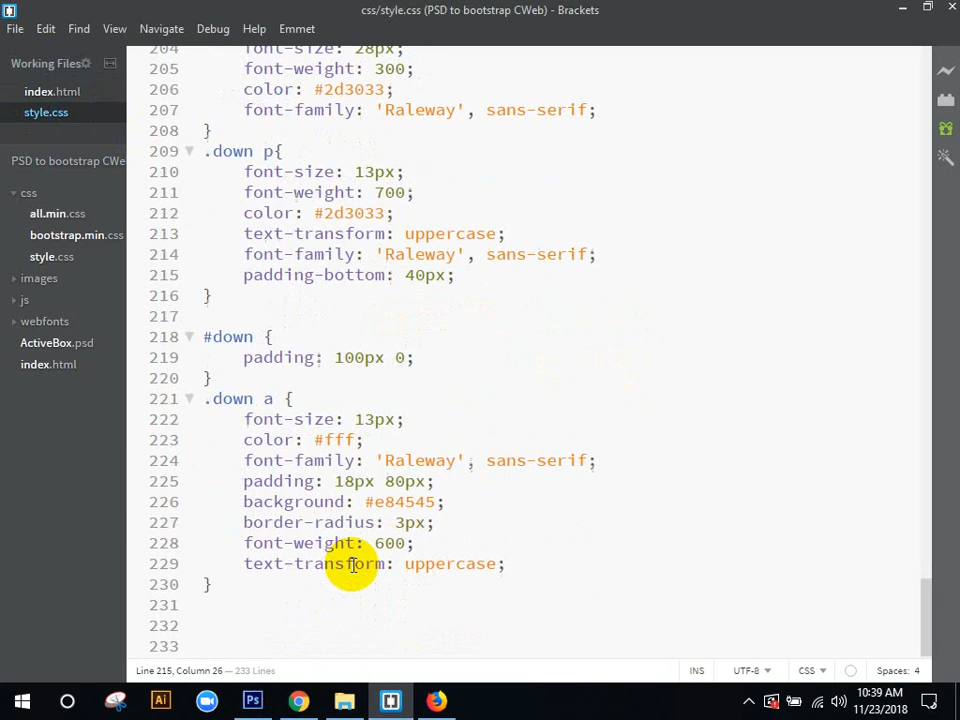 css/style.css (PSD to bootstrap CWeb) - Brackets
File Edit Find View Navigate Debug Help Emmet
Working Files
index.html
style.css
PSD to bootstrap CWe
css
all.min.css
bootstrap.min.css
style.css
images
js
webfonts
ActiveBox.psd
index.html
204 font-size: 28px;
205 font-weight: 300;
206 color: #2d3033;
207 font-family: 'Raleway', sans-serif;
208 }
209 .down p{
210 font-size: 13px;
211 font-weight: 700;
212 color: #2d3033;
213 text-transform: uppercase;
214 font-family: 'Raleway', sans-serif;
215 padding-bottom: 40px;
216 }
217
218 #down {
219 padding: 100px 0;
220 }
221 .down a {
222 font-size: 13px;
223 color: #fff;
224 font-family: 'Raleway', sans-serif;
225 padding: 18px 80px;
226 background: #e84545;
227 border-radius: 3px;
228 font-weight: 600;
229 text-transform: uppercase;
230 }
231
232
233
Line 215, Column 26 — 233 Lines
INS UTF-8 CSS Spaces: 4
Ai Ps
10:39 AM
11/23/2018